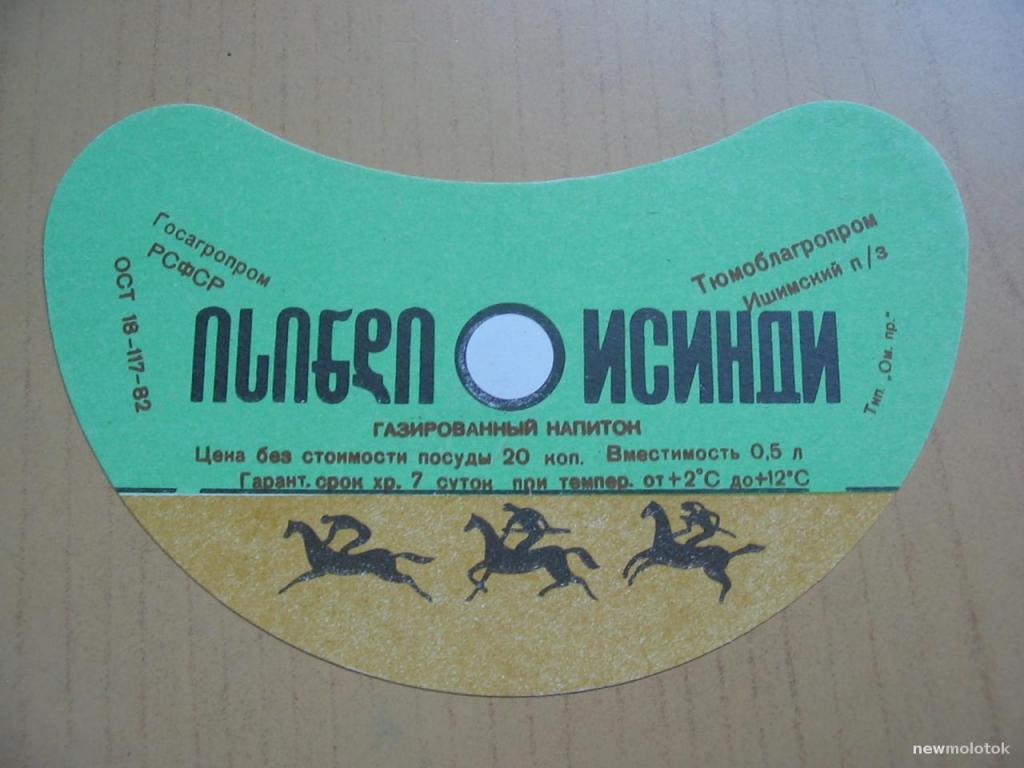 Госагропром
РСФСР
ОСТ 18-117-82
Тюмоблагропром
Ишимский п/з
Тип. „Ом. пр."
ისინდი ИСИНДИ
ГАЗИРОВАННЫЙ НАПИТОК
Цена без стоимости посуды 20 коп. Вместимость 0,5 л
Гарант. срок хр. 7 суток при темпер. от +2°С до +12°С
newmolotok